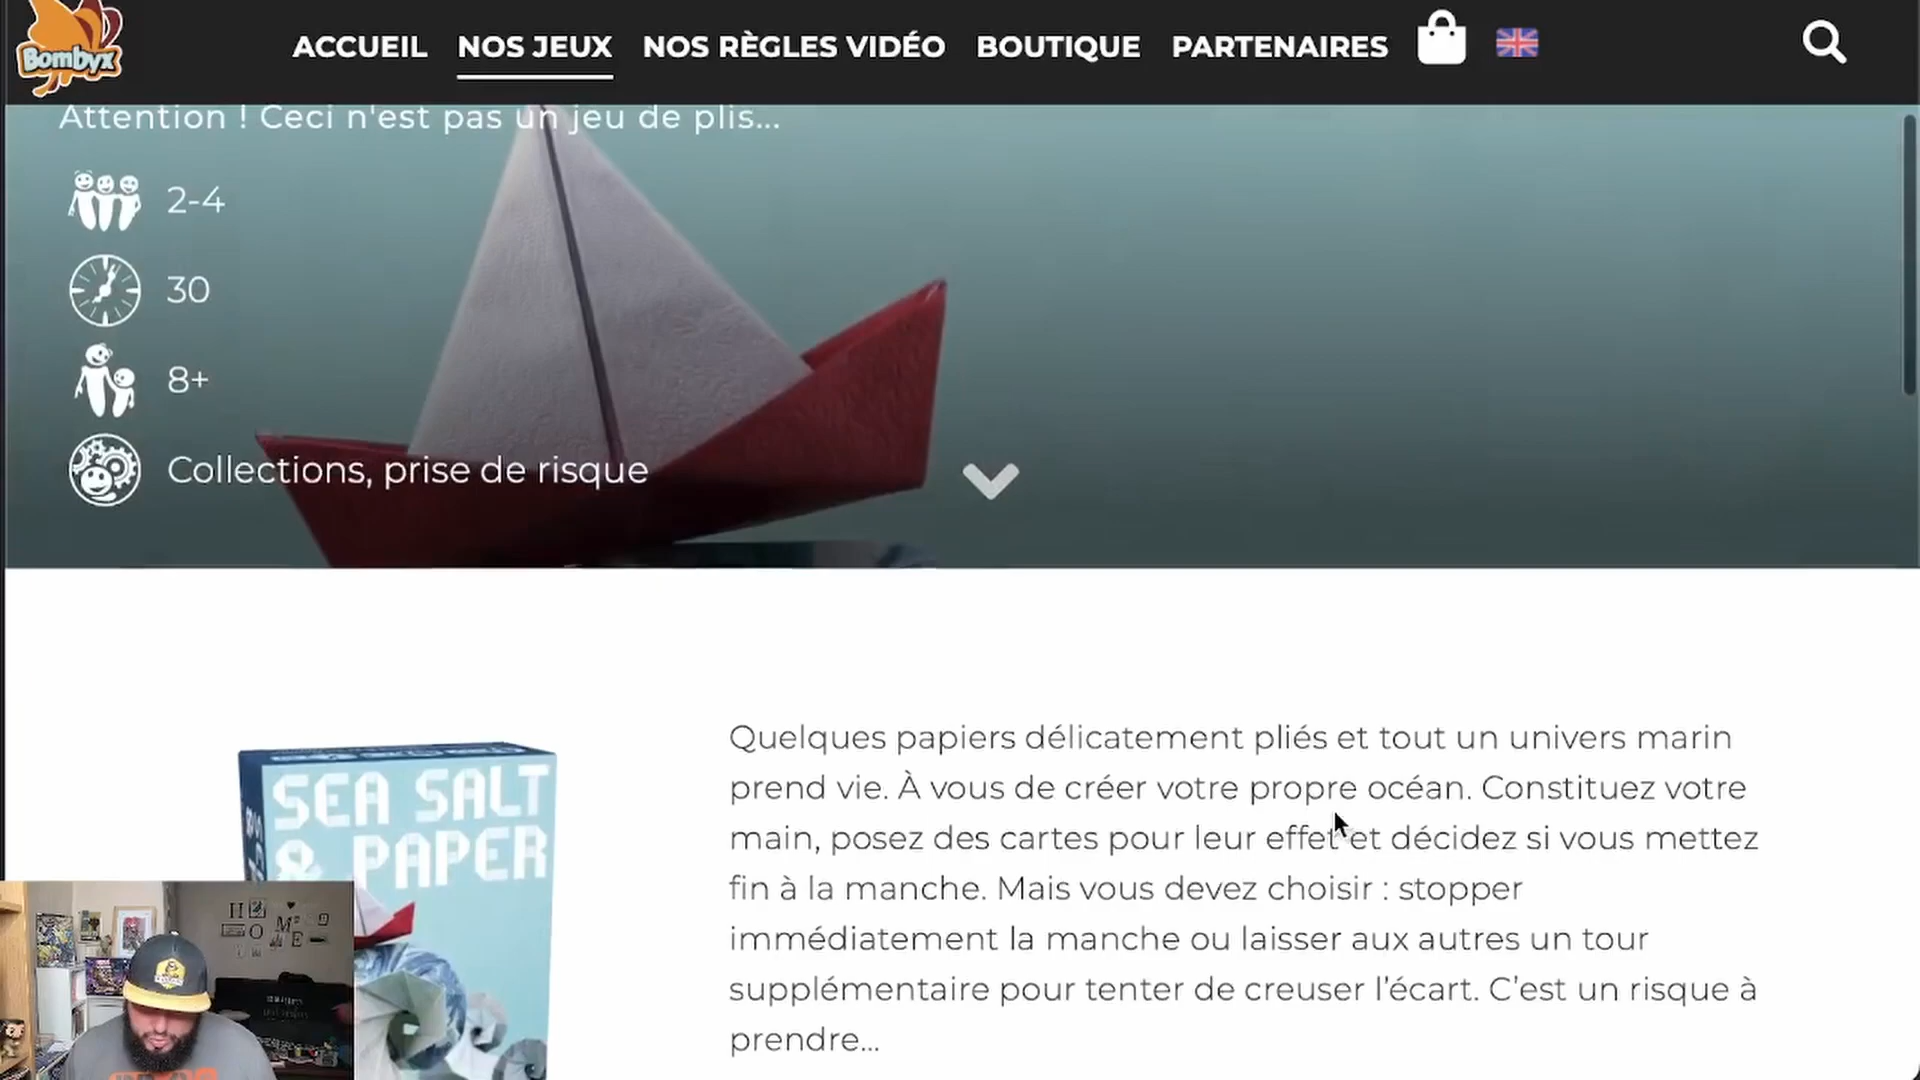 Bombyx
ACCUEIL NOS JEUX NOS RÈGLES VIDÉO BOUTIQUE PARTENAIRES
Attention ! Ceci n'est pas un jeu de plis...
2-4
30
8+
Collections, prise de risque
SEA SALT
& PAPER
Quelques papiers délicatement pliés et tout un univers marin
prend vie. À vous de créer votre propre océan. Constituez votre
main, posez des cartes pour leur effet et décidez si vous mettez
fin à la manche. Mais vous devez choisir : stopper
immédiatement la manche ou laisser aux autres un tour
supplémentaire pour tenter de creuser l’écart. C’est un risque à
prendre...
HOME